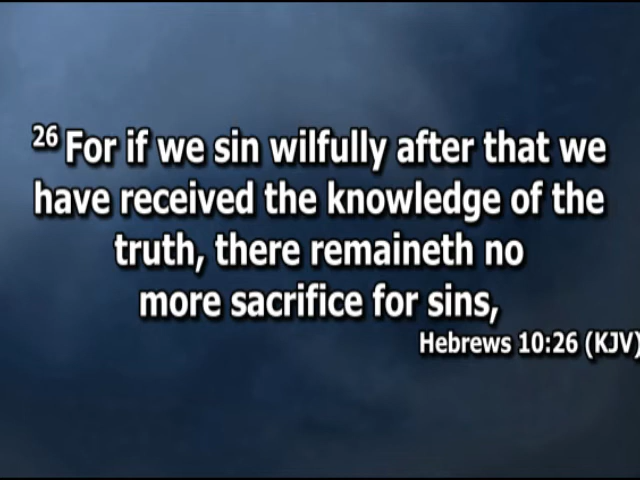 26 For if we sin wilfully after that we
have received the knowledge of the
truth, there remaineth no
more sacrifice for sins,
Hebrews 10:26 (KJV)